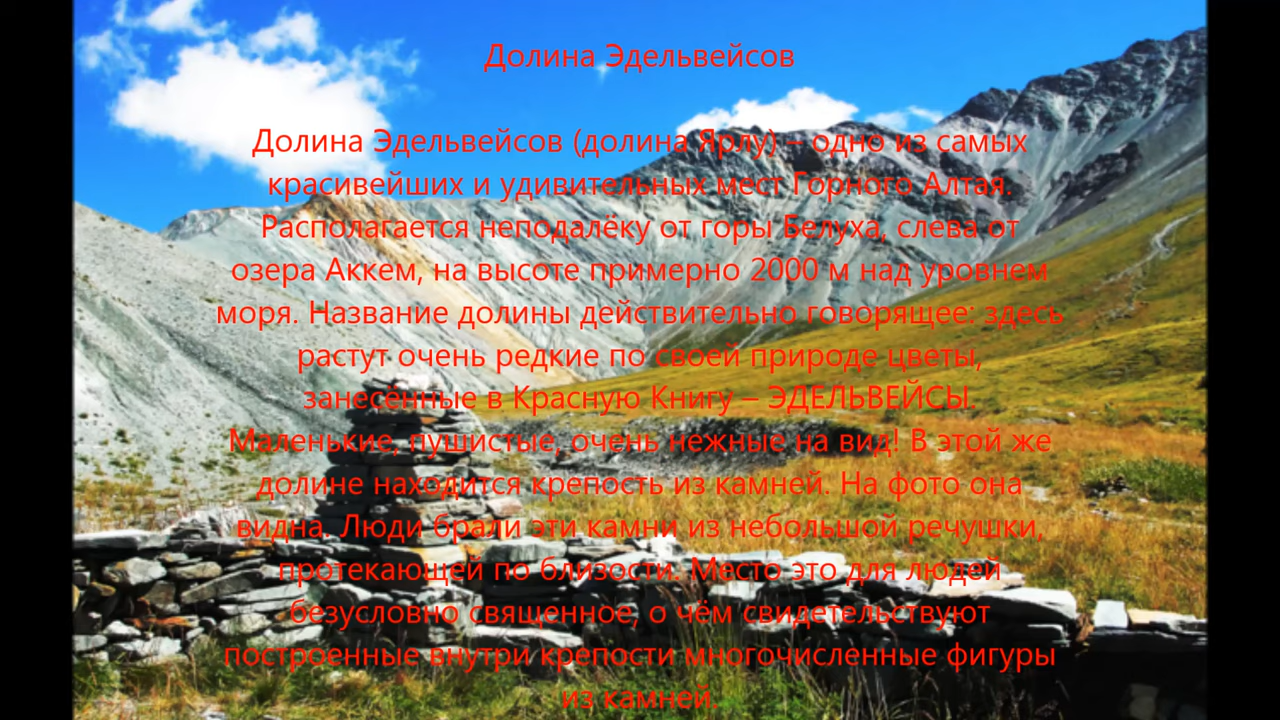 Долина Эдельвейсов
Долина Эдельвейсов (долина Ярлу) – одно из самых
красивейших и удивительных мест Горного Алтая.
Располагается неподалёку от горы Белуха, слева от
озера Аккем, на высоте примерно 2000 м над уровнем
моря. Название долины действительно говорящее: здесь
растут очень редкие по своей природе цветы,
занесённые в Красную Книгу – ЭДЕЛЬВЕЙСЫ.
Маленькие, пушистые, очень нежные на вид! В этой же
долине находится крепость из камней. На фото она
видна. Люди брали эти камни из небольшой речушки,
протекающей по близости. Место это для людей
безусловно священное, о чём свидетельствуют
построенные внутри крепости многочисленные фигуры
из камней.